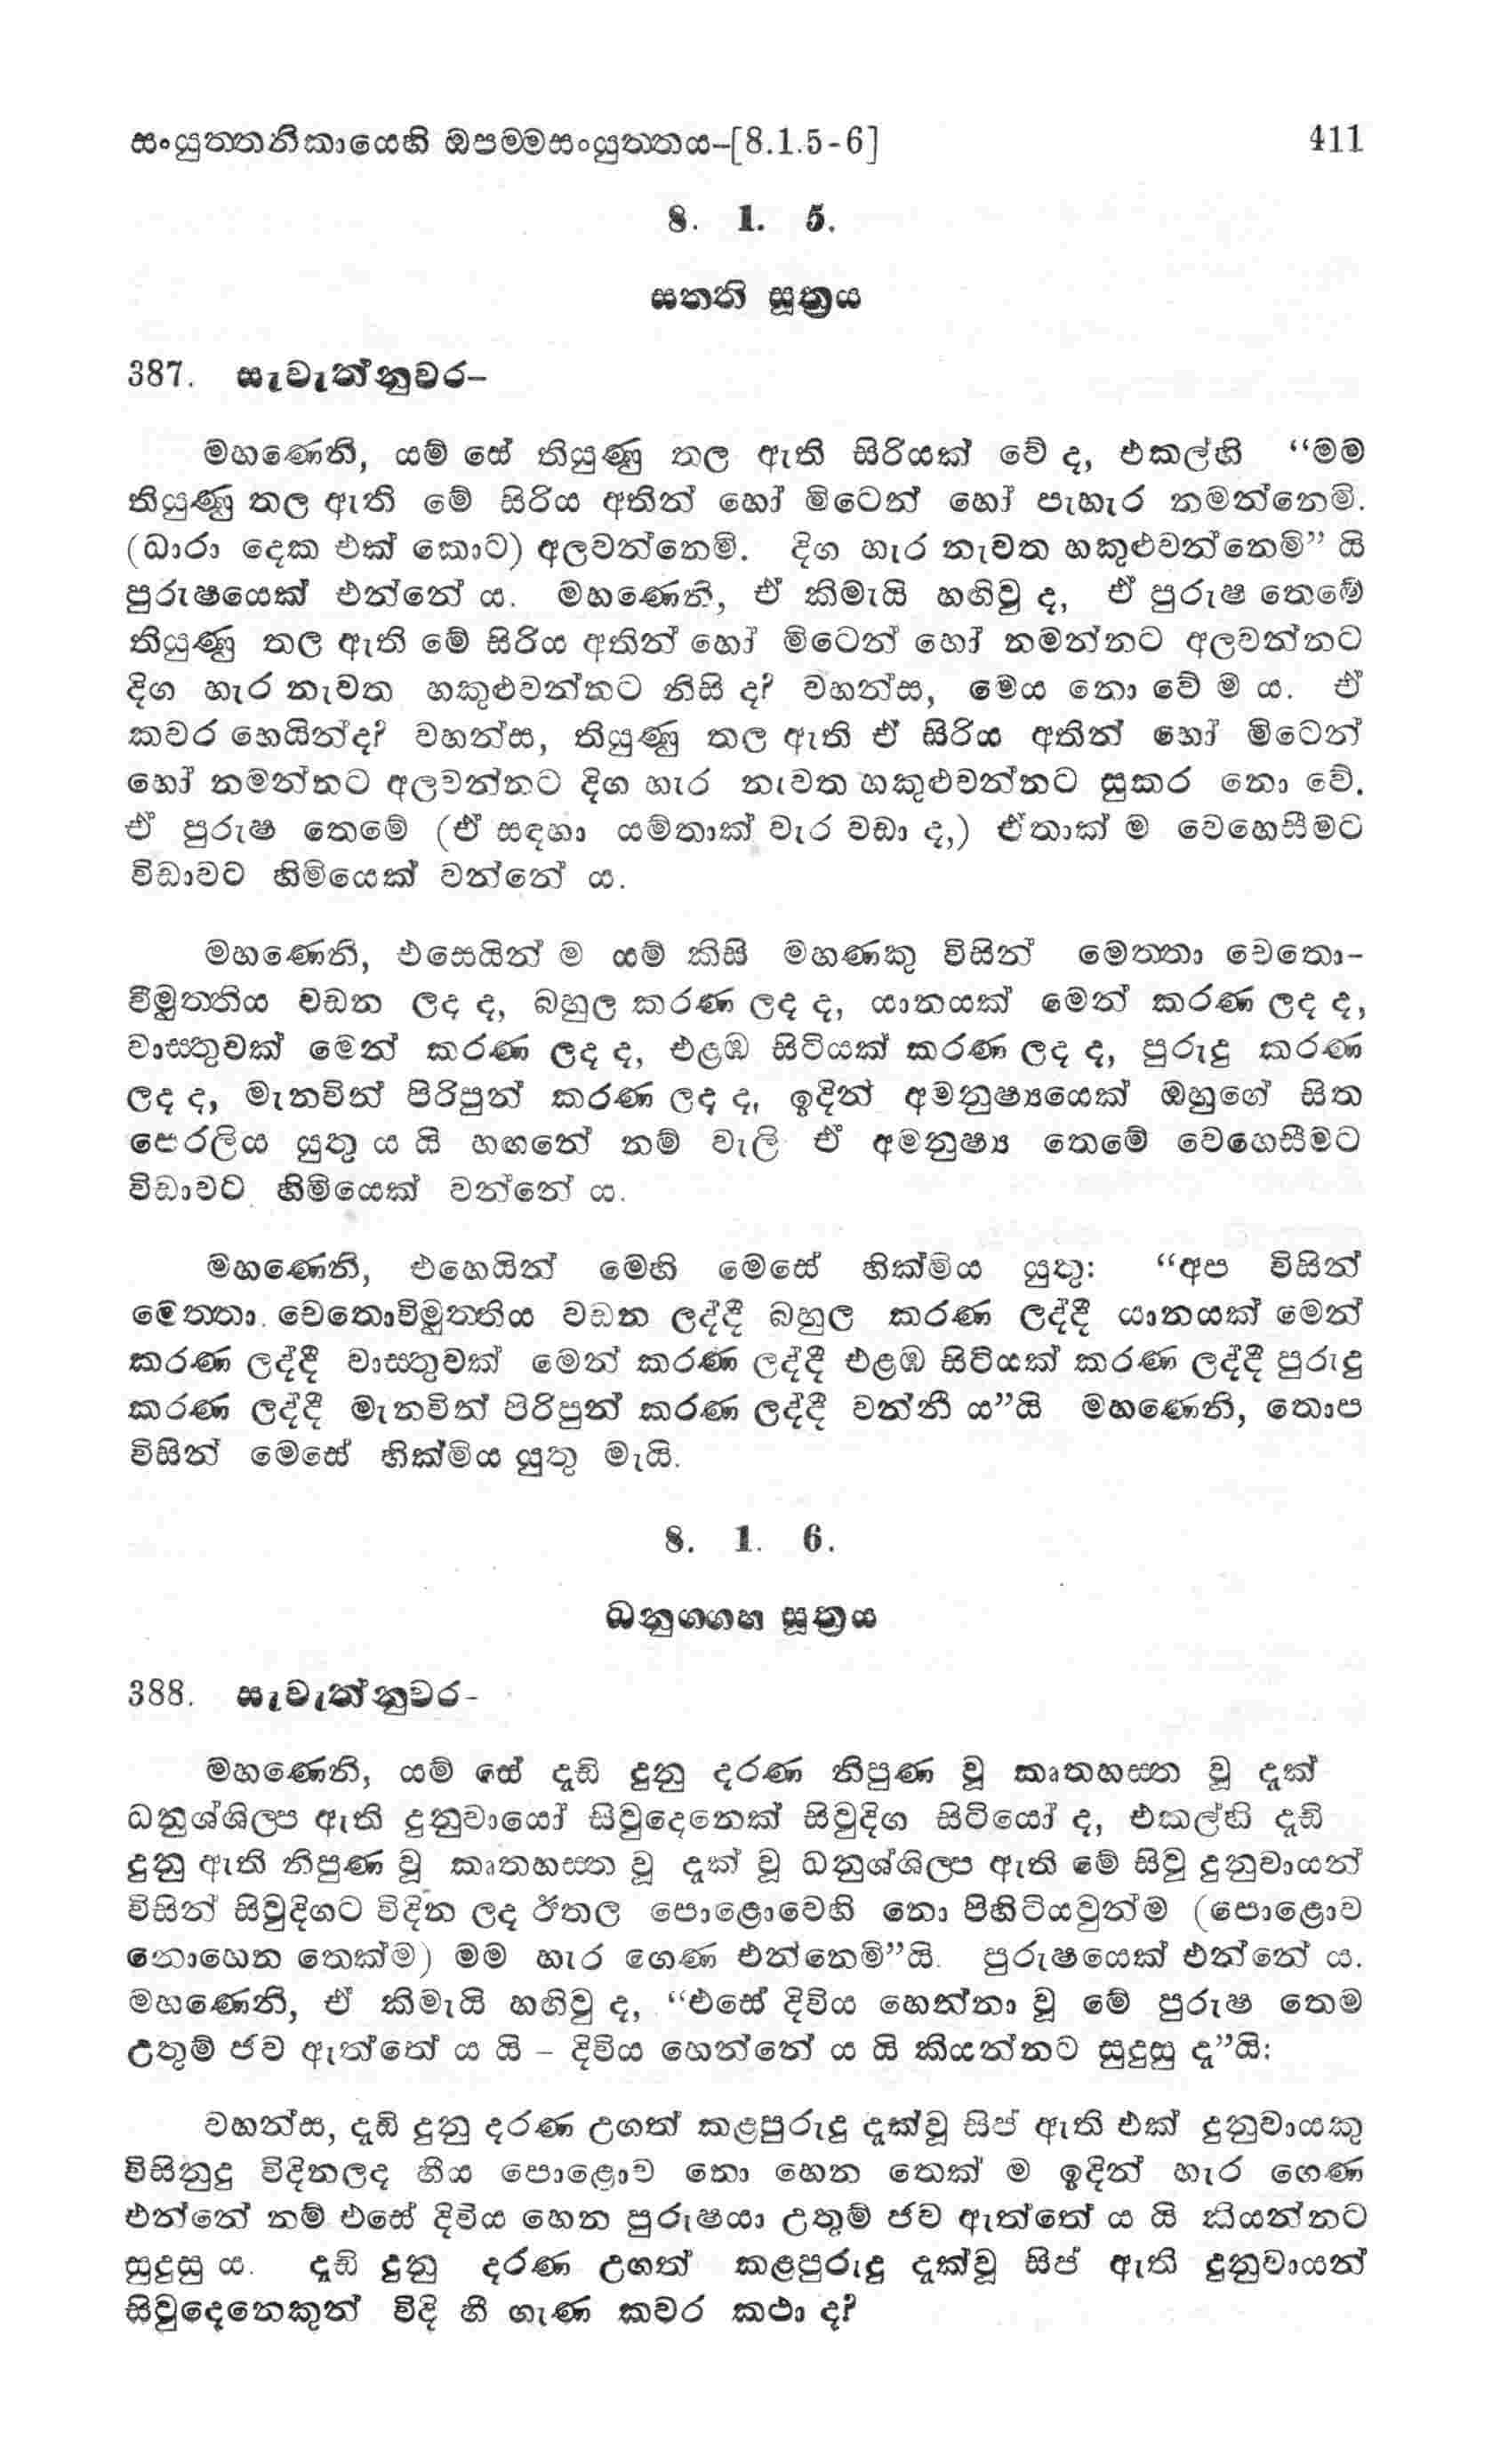 සංයුත්තනිකායෙහි ඔපම්මසංයුත්තය–[8.1.5-6] 411
8. 1. 5.
සත්ති සූත්‍රය
387. සැවැත්නුවර–
මහණෙනි, යම් සේ තියුණු තල ඇති සිරියක් වේ ද, එකල්හි “මම
තියුණු තල ඇති මේ සිරිය අතින් හෝ මිටෙන් හෝ පැහැර නමන්නෙමි.
(ධාරා දෙක එක් කොට) අලවන්නෙමි. දිග හැර නැවත හකුළුවන්නෙමි” යි
පුරුෂයෙක් එන්නේ ය. මහණෙනි, ඒ කිමැයි හඟිවු ද, ඒ පුරුෂ තෙමේ
තියුණු තල ඇති මේ සිරිය අතින් හෝ මිටෙන් හෝ නමන්නට අලවන්නට
දිග හැර නැවත හකුළුවන්නට නිසි ද? වහන්ස, මෙය නො වේ ම ය. ඒ
කවර හෙයින්ද? වහන්ස, තියුණු තල ඇති ඒ සිරිය අතින් හෝ මිටෙන්
හෝ නමන්නට අලවන්නට දිග හැර නැවත හකුළුවන්නට සුකර නො වේ.
ඒ පුරුෂ තෙමේ (ඒ සඳහා යම්තාක් වැර වඩා ද,) ඒතාක් ම වෙහෙසීමට
විඩාවට හිමියෙක් වන්නේ ය.
මහණෙනි, එසෙයින් ම යම් කිසි මහණකු විසින් මෙත්තා චෙතො-
විමුත්තිය වඩන ලද ද, බහුල කරණ ලද ද, යානයක් මෙන් කරණ ලද ද,
වාස්තුවක් මෙන් කරණ ලද ද, එළඹ සිටියක් කරණ ලද ද, පුරුදු කරණ
ලද ද, මැනවින් පිරිපුන් කරණ ලද ද, ඉදින් අමනුෂ්‍යයෙක් ඔහුගේ සිත
පෙරලිය යුතු ය යි හඟනේ නම් වැලි ඒ අමනුෂ්‍ය තෙමේ වෙහෙසීමට
විඩාවට හිමියෙක් වන්නේ ය.
මහණෙනි, එහෙයින් මෙහි මෙසේ හික්මිය යුතු: “අප විසින්
මෙත්තා චෙතොවිමුත්තිය වඩන ලද්දී බහුල කරණ ලද්දී යානයක් මෙන්
කරණ ලද්දී වාස්තුවක් මෙන් කරණ ලද්දී එළඹ සිටියක් කරණ ලද්දී පුරුදු
කරණ ලද්දී මැනවින් පිරිපුන් කරණ ලද්දී වන්නී ය”යි මහණෙනි, තොප
විසින් මෙසේ හික්මිය යුතු මැයි.
8. 1. 6.
ධනුග්ගහ සූත්‍රය
388. සැවැත්නුවර-
මහණෙනි, යම් සේ දැඩි දුනු දරණ නිපුණ වූ කෘතහස්ත වූ දැක්
ධනුශ්ශිල්ප ඇති දුනුවායෝ සිවුදෙනෙක් සිවුදිග සිටියෝ ද, එකල්හි දැඩි
දුනු ඇති නිපුණ වූ කෘතහස්ත වූ දැක් වූ ධනුශ්ශිල්ප ඇති මේ සිවු දුනුවායන්
විසින් සිවුදිගට විදින ලද ඊතල පොළොවෙහි නො පිහිටියවුන්ම (පොළොව
නොහෙන තෙක්ම) මම හැර ගෙණ එන්නෙමි”යි. පුරුෂයෙක් එන්නේ ය.
මහණෙනි, ඒ කිමැයි හඟිවු ද, “එසේ දිවිය හෙන්නා වූ මේ පුරුෂ තෙම
උතුම් ජව ඇත්තේ ය යි – දිවිය හෙන්නේ ය යි කියන්නට සුදුසු දැ”යි:
වහන්ස, දැඩි දුනු දරණ උගත් කළපුරුදු දැක්වූ සිප් ඇති එක් දුනුවායකු
විසිනුදු විදිනලද හීය පොළොව නො හෙන තෙක් ම ඉදින් හැර ගෙණ
එන්නේ නම් එසේ දිවිය හෙන පුරුෂයා උතුම් ජව ඇත්තේ ය යි කියන්නට
සුදුසු ය. දැඩි දුනු දරණ උගත් කළපුරුදු දැක්වූ සිප් ඇති දුනුවායන්
සිවුදෙනෙකුන් විදි හී ගැණ කවර කථා ද?